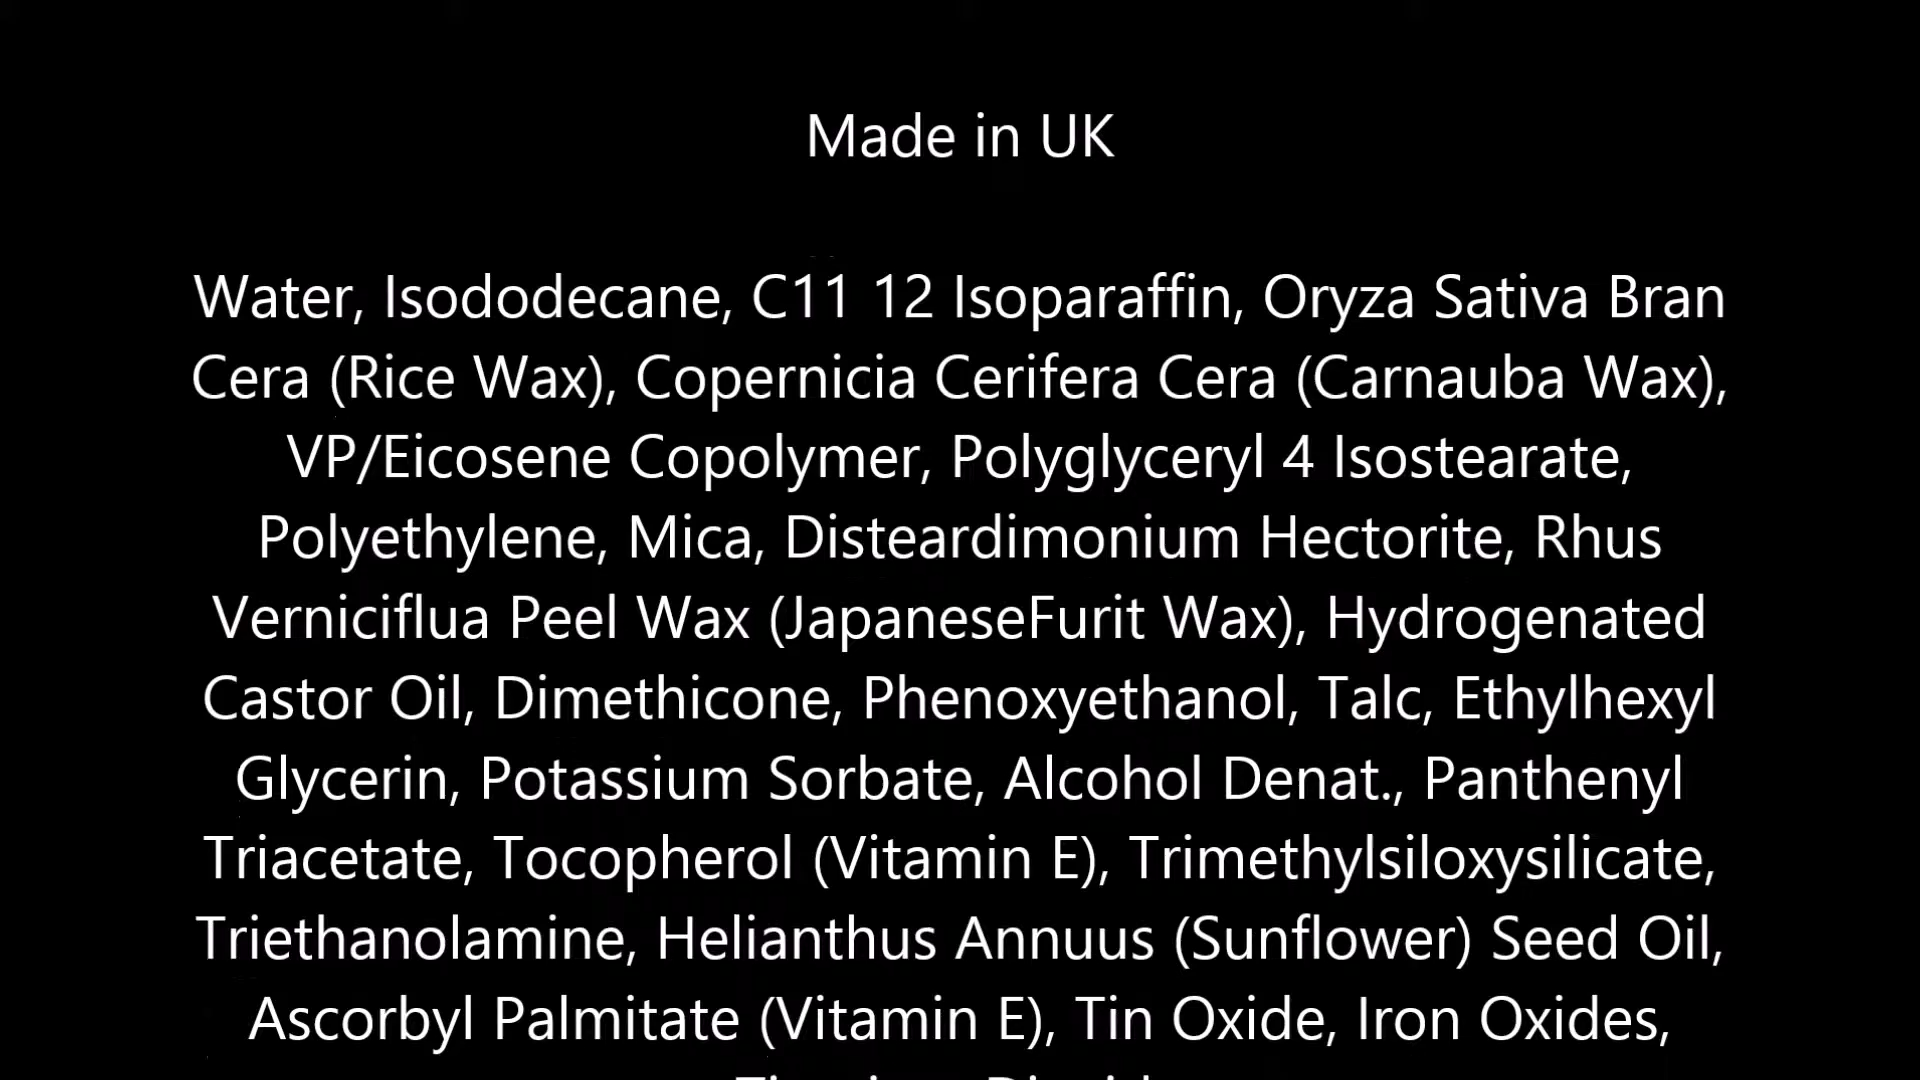 Made in UK
Water, Isododecane, C11 12 Isoparaffin, Oryza Sativa Bran
Cera (Rice Wax), Copernicia Cerifera Cera (Carnauba Wax),
VP/Eicosene Copolymer, Polyglyceryl 4 Isostearate,
Polyethylene, Mica, Disteardimonium Hectorite, Rhus
Verniciflua Peel Wax (JapaneseFurit Wax), Hydrogenated
Castor Oil, Dimethicone, Phenoxyethanol, Talc, Ethylhexyl
Glycerin, Potassium Sorbate, Alcohol Denat., Panthenyl
Triacetate, Tocopherol (Vitamin E), Trimethylsiloxysilicate,
Triethanolamine, Helianthus Annuus (Sunflower) Seed Oil,
Ascorbyl Palmitate (Vitamin E), Tin Oxide, Iron Oxides,